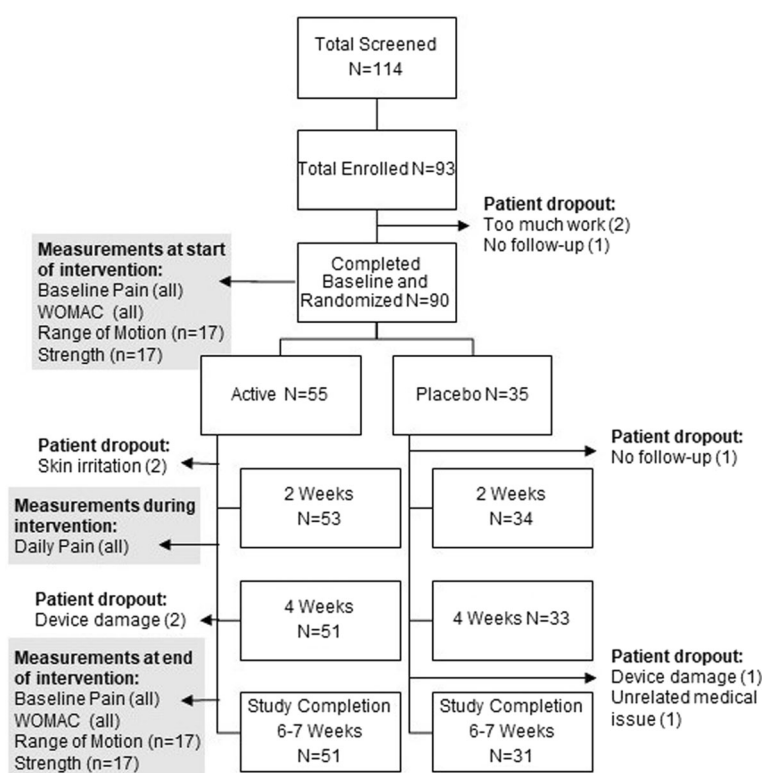 Total Screened
N=114
Total Enrolled N=93
Patient dropout:
Too much work (2)
No follow-up (1)
Measurements at start
of intervention:
Baseline Pain (all)
WOMAC (all)
Range of Motion (n=17)
Strength (n=17)
Completed
Baseline and
Randomized N=90
Active N=55
Placebo N=35
Patient dropout:
Skin irritation (2)
Patient dropout:
No follow-up (1)
2 Weeks
N=53
2 Weeks
N=34
Measurements during
intervention:
Daily Pain (all)
Patient dropout:
Device damage (2)
4 Weeks
N=51
4 Weeks N=33
Patient dropout:
Device damage (1)
Unrelated medical
issue (1)
Measurements at end
of intervention:
Baseline Pain (all)
WOMAC (all)
Range of Motion (n=17)
Strength (n=17)
Study Completion
6-7 Weeks
N=51
Study Completion
6-7 Weeks
N=31